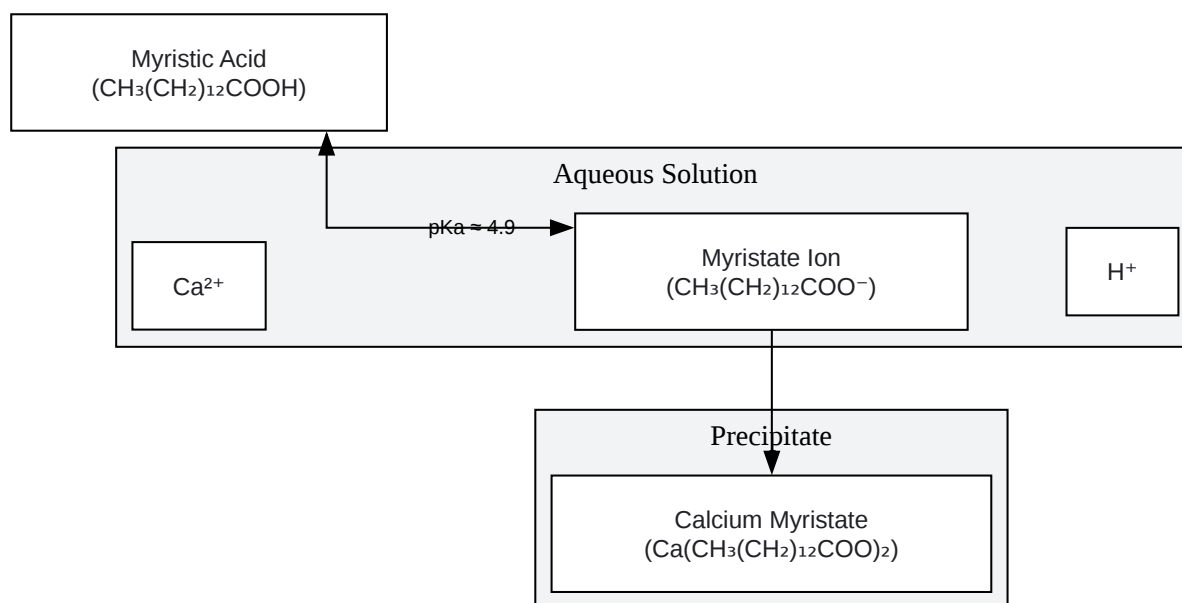 Myristic Acid
(CH₃(CH₂)₁₂COOH)
Aqueous Solution
pKa ≈ 4.9
Ca²⁺
Myristate Ion
(CH₃(CH₂)₁₂COO⁻)
H⁺
Precipitate
Calcium Myristate
(Ca(CH₃(CH₂)₁₂COO)₂)